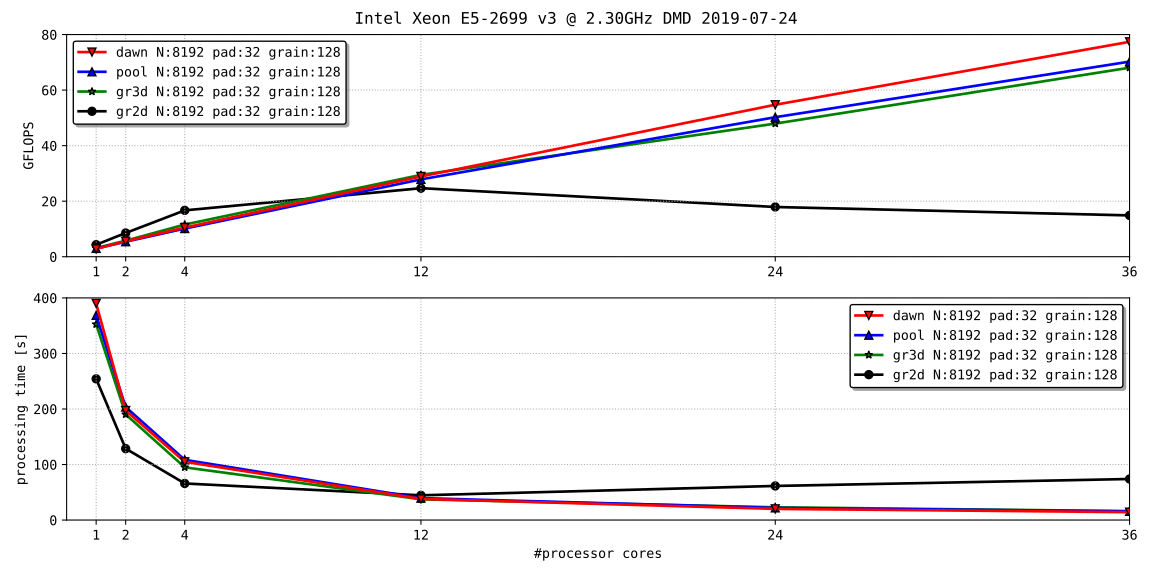 Intel Xeon E5-2699 v3 @ 2.30GHz DMD 2019-07-24
80
60
40
20
0
GFLOPS
dawn N:8192 pad:32 grain:128
pool N:8192 pad:32 grain:128
gr3d N:8192 pad:32 grain:128
gr2d N:8192 pad:32 grain:128
1 2 4 12 24 36
400
300
200
100
0
processing time [s]
dawn N:8192 pad:32 grain:128
pool N:8192 pad:32 grain:128
gr3d N:8192 pad:32 grain:128
gr2d N:8192 pad:32 grain:128
1 2 4 12 24 36
#processor cores